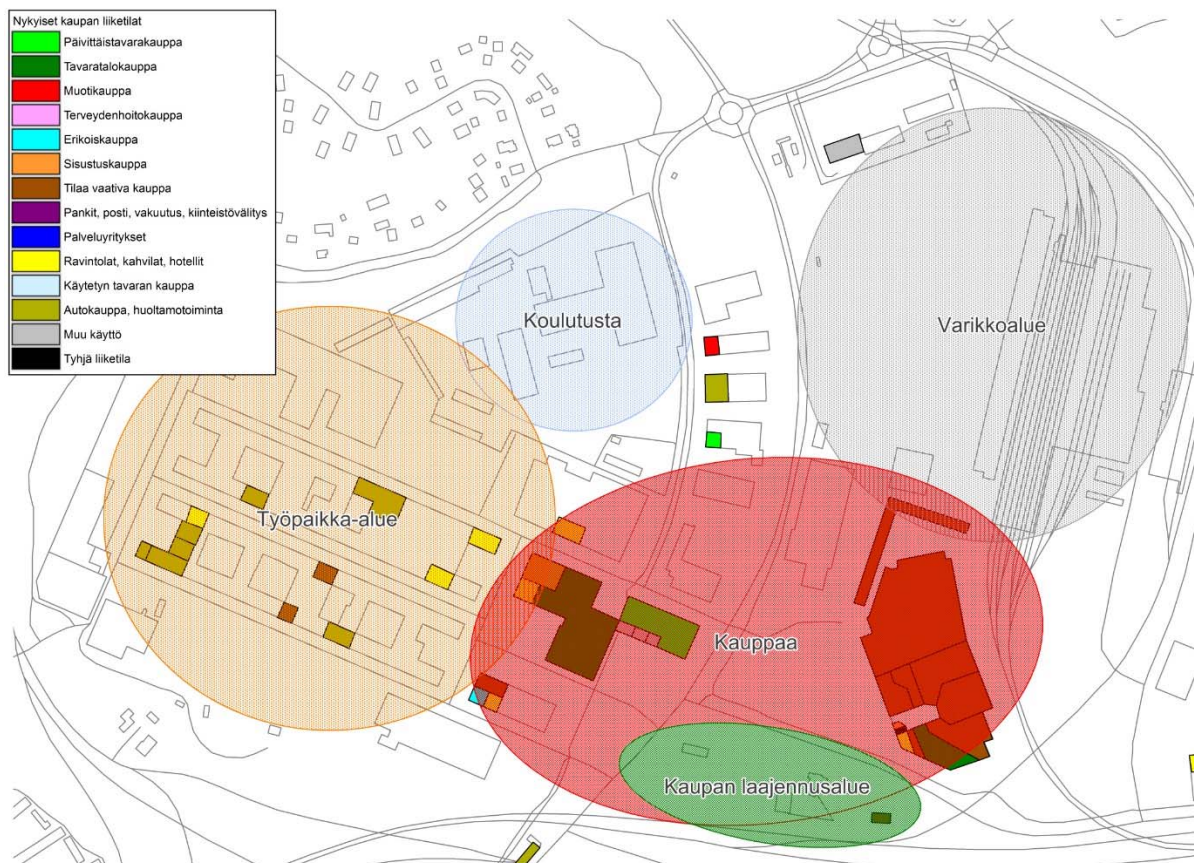 Nykyiset kaupan liiketilat
Päivittäistavarakauppa
Tavaratalokauppa
Muotikauppa
Terveydenhoitokauppa
Erikoiskauppa
Sisustuskauppa
Tilaa vaativa kauppa
Pankit, posti, vakuutus, kiinteistövälitys
Palveluyritykset
Ravintolat, kahvilat, hotellit
Käytetyn tavaran kauppa
Autokauppa, huoltamotoiminta
Muu käyttö
Tyhjä liiketila
Koulutusta
Varikkoalue
Työpaikka-alue
Kauppaa
Kaupan laajennusalue